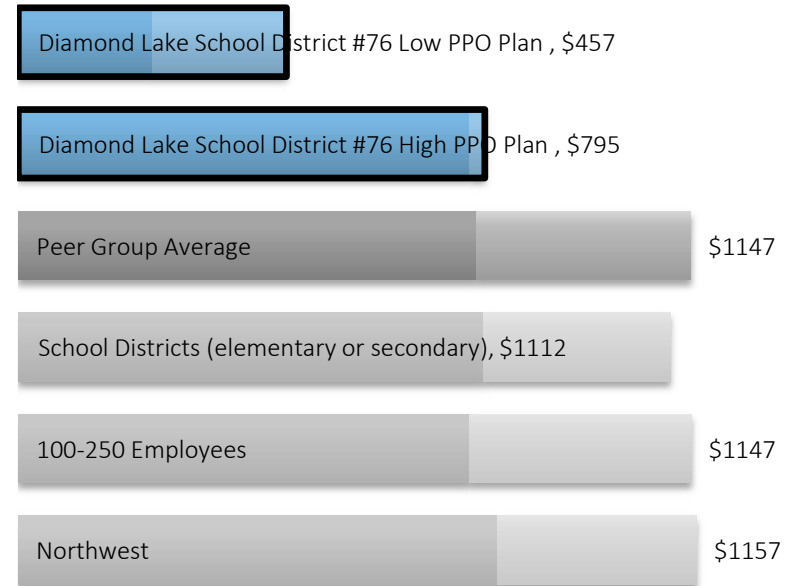 Diamond Lake School District #76 Low PPO Plan , $457
Diamond Lake School District #76 High PPO Plan , $795
Peer Group Average $1147
School Districts (elementary or secondary), $1112
100-250 Employees $1147
Northwest $1157